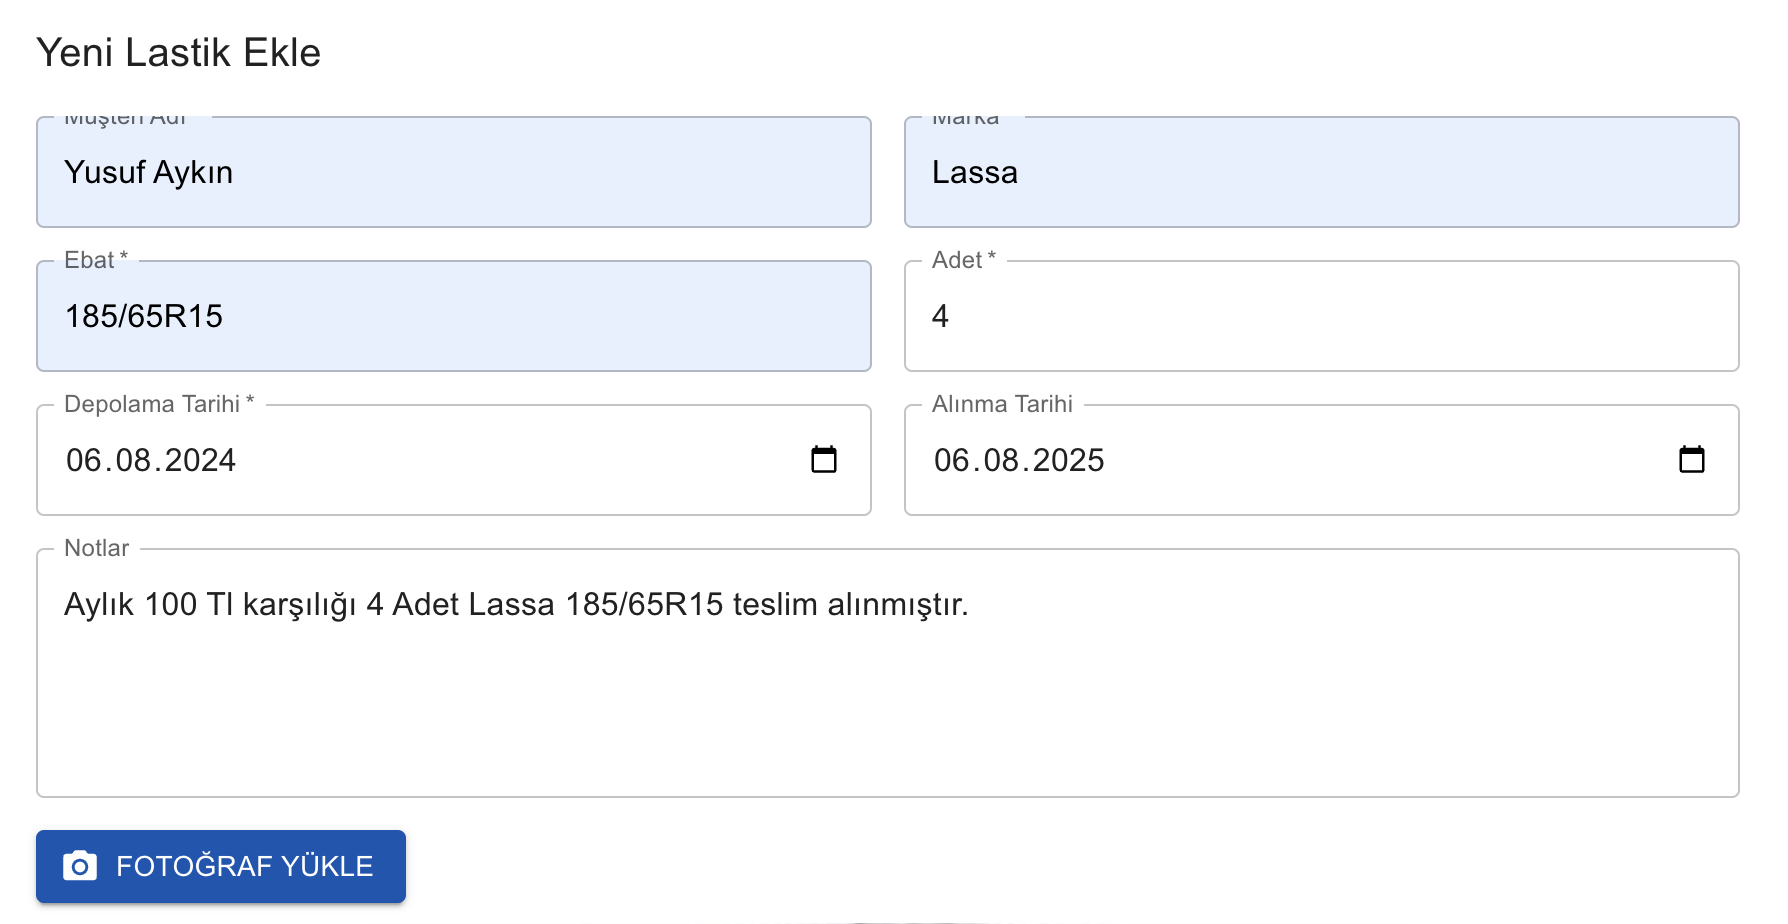 Yeni Lastik Ekle
Müşteri Adı
Marka
Yusuf Aykın
Lassa
Ebat *
Adet *
185/65R15
4
Depolama Tarihi *
Alınma Tarihi
06.08.2024
06.08.2025
Notlar
Aylık 100 Tl karşılığı 4 Adet Lassa 185/65R15 teslim alınmıştır.
FOTOĞRAF YÜKLE